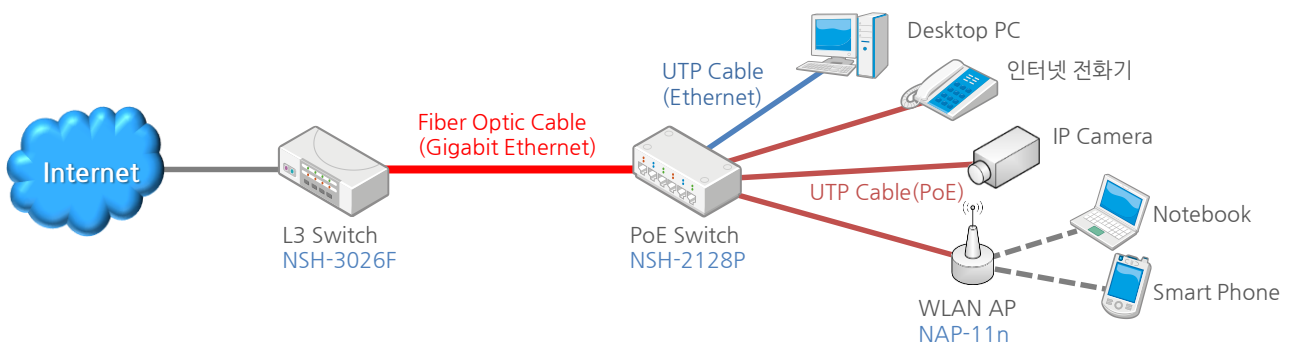 Internet
L3 Switch
NSH-3026F
Fiber Optic Cable
(Gigabit Ethernet)
PoE Switch
NSH-2128P
UTP Cable
(Ethernet)
Desktop PC
인터넷 전화기
IP Camera
UTP Cable(PoE)
WLAN AP
NAP-11n
Notebook
Smart Phone